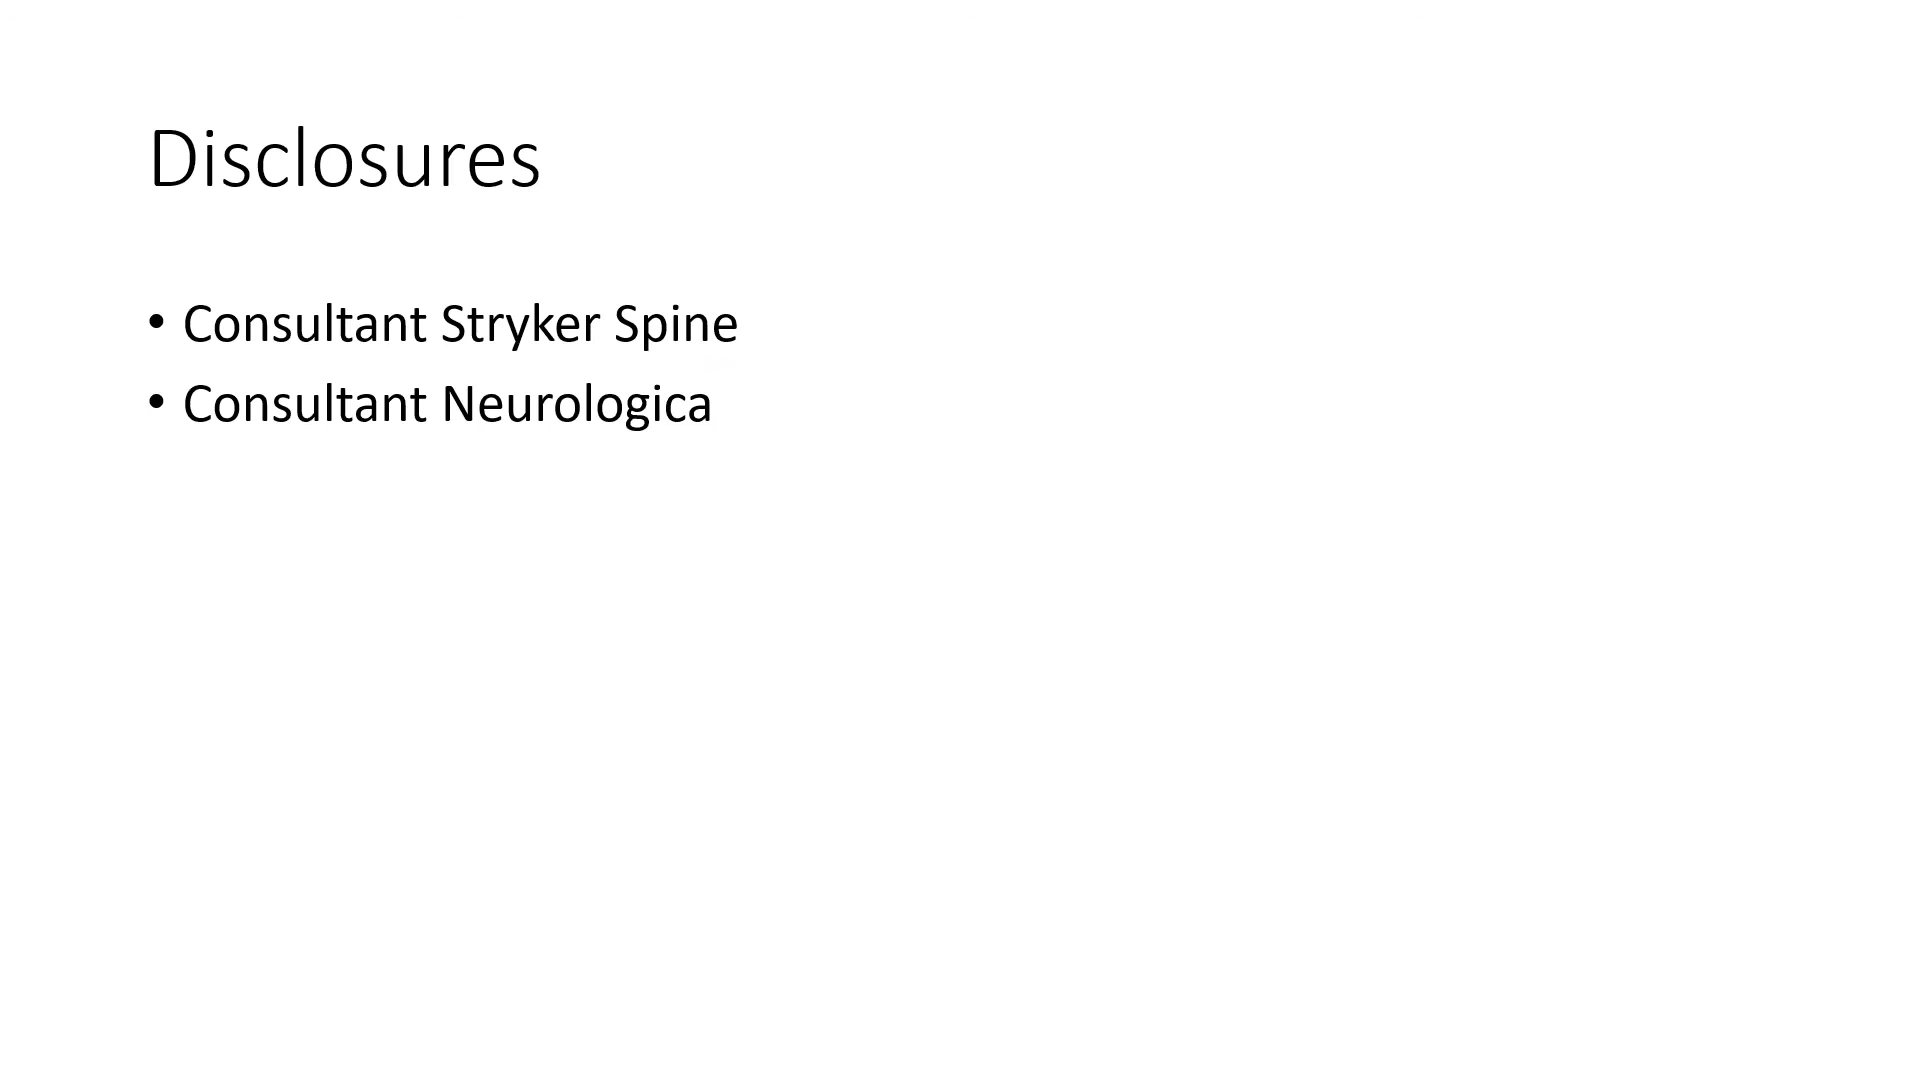 Disclosures
• Consultant Stryker Spine
• Consultant Neurologica